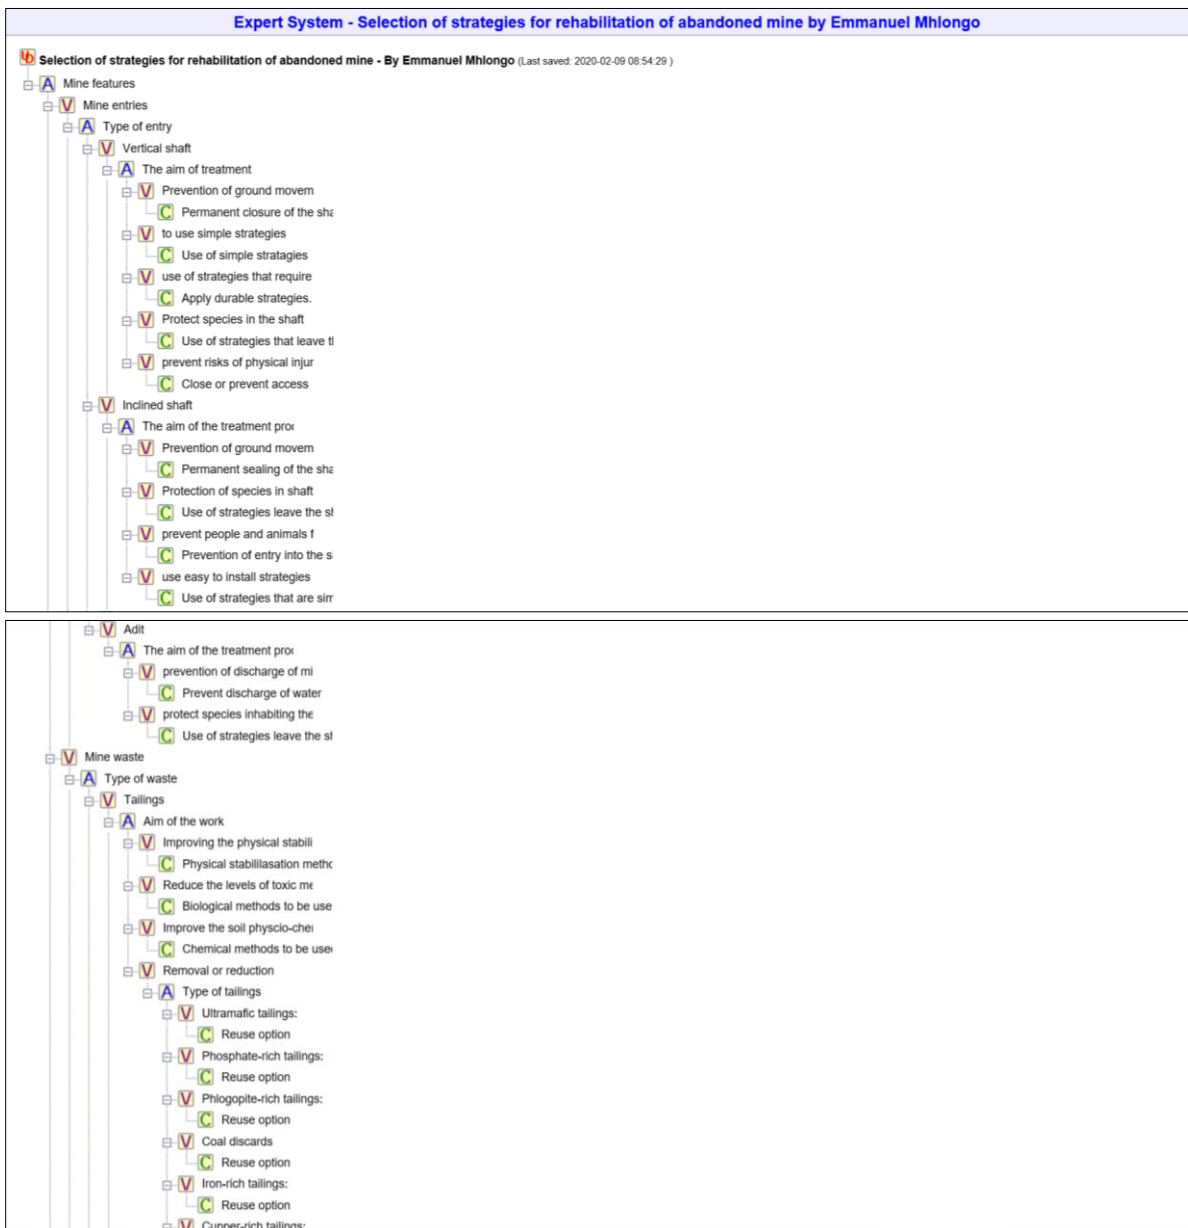 Expert System - Selection of strategies for rehabilitation of abandoned mine by Emmanuel Mhlongo
Selection of strategies for rehabilitation of abandoned mine - By Emmanuel Mhlongo (Last saved: 2020-02-09 08:54:29 )
A Mine features
V Mine entries
A Type of entry
V Vertical shaft
A The aim of treatment
V Prevention of ground movem
C Permanent closure of the sha
V to use simple strategies
C Use of simple stratagies
V use of strategies that require
C Apply durable strategies.
V Protect species in the shaft
C Use of strategies that leave tl
V prevent risks of physical injur
C Close or prevent access
V Inclined shaft
A The aim of the treatment proc
V Prevention of ground movem
C Permanent sealing of the sha
V Protection of species in shaft
C Use of strategies leave the sl
V prevent people and animals f
C Prevention of entry into the s
V use easy to install strategies
C Use of strategies that are sim
V Adit
A The aim of the treatment proc
V prevention of discharge of mi
C Prevent discharge of water
V protect species inhabiting the
C Use of strategies leave the sl
V Mine waste
A Type of waste
V Tailings
A Aim of the work
V Improving the physical stabili
C Physical stabililasation metho
V Reduce the levels of toxic me
C Biological methods to be use
V Improve the soil physcio-che
C Chemical methods to be use
V Removal or reduction
A Type of tailings
V Ultramafic tailings:
C Reuse option
V Phosphate-rich tailings:
C Reuse option
V Phlogopite-rich tailings:
C Reuse option
V Coal discards
C Reuse option
V Iron-rich tailings:
C Reuse option
V Cupper-rich tailings: